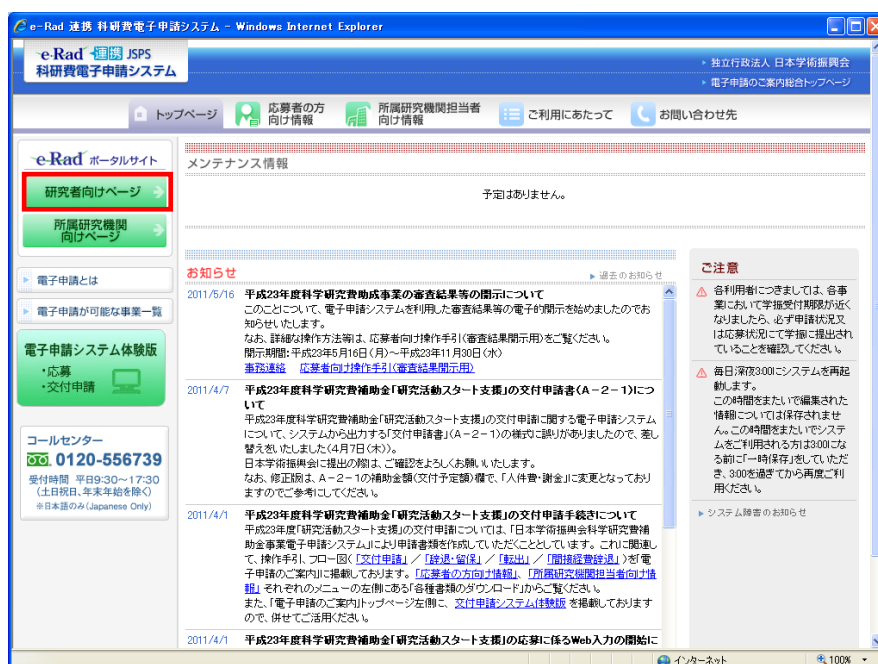 e-Rad 連携 科研費電子申請システム - Windows Internet Explorer
e-Rad 連携 JSPS
科研費電子申請システム
独立行政法人 日本学術振興会
電子申請のご案内総合トップページ
トップページ
応募者の方
向け情報
所属研究機関担当者
向け情報
ご利用にあたって
お問い合わせ先
e-Rad ポータルサイト
研究者向けページ
所属研究機関
向けページ
電子申請とは
電子申請が可能な事業一覧
電子申請システム体験版
・応募
・交付申請
コールセンター
0120-556739
受付時間 平日9:30～17:30
(土日祝日、年末年始を除く)
※日本語のみ(Japanese Only)
メンテナンス情報
予定はありません。
お知らせ
過去のお知らせ
2011/5/16 平成23年度科学研究費助成事業の審査結果等の開示について
このことについて、電子申請システムを利用した審査結果等の電子的開示を始めましたのでお
知らせいたします。
なお、詳細な操作方法等は、応募者向け操作手引(審査結果開示用)をご覧ください。
開示期間：平成23年5月16日(月)～平成23年11月30日(水)
事務連絡 応募者向け操作手引(審査結果開示用)
2011/4/7 平成23年度科学研究費補助金「研究活動スタート支援」の交付申請書(A－2－1)につ
いて
平成23年度科学研究費補助金「研究活動スタート支援」の交付申請に関する電子申請システム
について、システムから出力する「交付申請書」(A－2－1)の様式に誤りがありましたので、差し
替えをいたしました(4月7日(木))。
日本学術振興会に提出の際は、ご確認をよろしくお願いいたします。
なお、修正版は、A－2－1の補助金額(交付予定額)欄で、「人件費・謝金」に変更となっており
ますのでご参考にしてください。
2011/4/1 平成23年度科学研究費補助金「研究活動スタート支援」の交付申請手続きについて
平成23年度「研究活動スタート支援」の交付申請については、「日本学術振興会科学研究費補
助金事業電子申請システム」により申請書類を作成していただくこととしています。これに関連し
て、操作手引、フロー図(「交付申請」／「辞退・留保」／「転出」／「間接経費辞退」)を「電
子申請のご案内」に掲載しております。「応募者の方向け情報」、「所属研究機関担当者向け情
報」それぞれのメニューの左側にある「各種書類のダウンロード」からご覧ください。
また、「電子申請のご案内」トップページ左側に、交付申請システム体験版 を掲載しております
ので、併せてご活用ください。
2011/4/1 平成23年度科学研究費補助金「研究活動スタート支援」の応募に係るWeb入力の開始に
ご注意
各利用者につきましては、各事
業において学振受付期限が近く
なりましたら、必ず申請状況又
は応募状況にて学振に提出され
ていることを確認してください。
毎日深夜3:00にシステムを再起
動します。
この時間をまたいで編集された
情報については保存されませ
ん。この時間をまたいでシステ
ムをご利用される方は3:00にな
る前に「一時保存」をしていただ
き、3:00を過ぎてから再度ご利
用ください。
システム障害のお知らせ
インターネット
100%